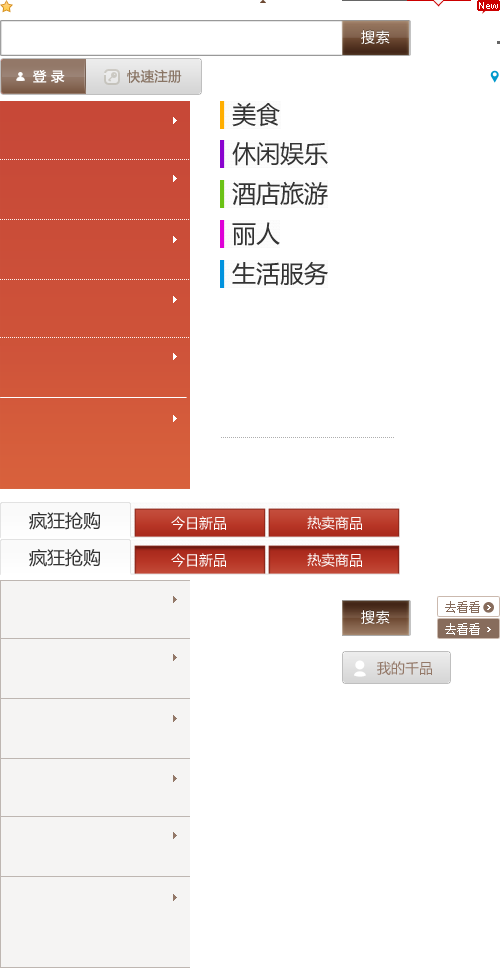 New
搜索
登 录
快速注册
美食
休闲娱乐
酒店旅游
丽人
生活服务
疯狂抢购
今日新品
热卖商品
疯狂抢购
今日新品
热卖商品
搜索
去看看
去看看
我的千品